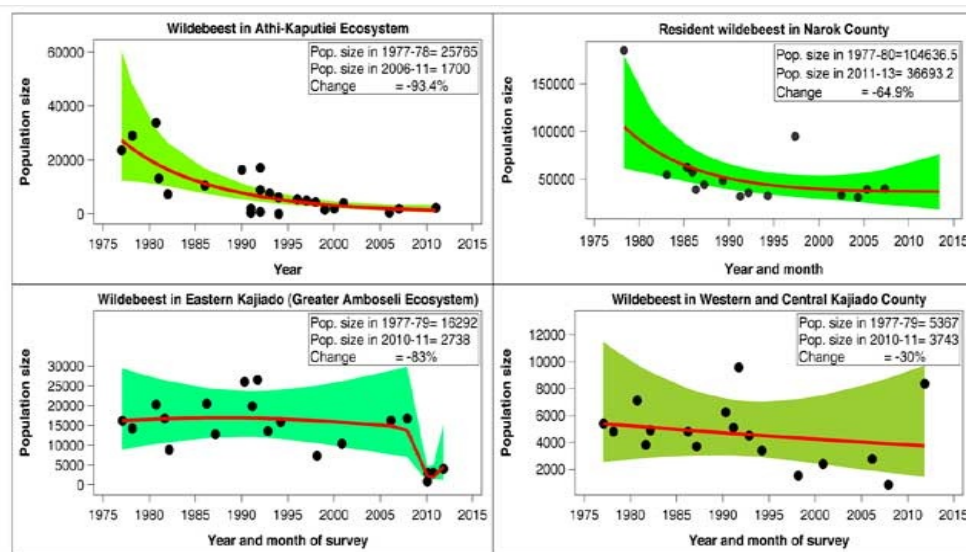 Wildebeest in Athi-Kaputiei Ecosystem
Pop. size in 1977-78= 25765
Pop. size in 2006-11= 1700
Change = -93.4%
Population size
60000
40000
20000
0
1975 1980 1985 1990 1995 2000 2005 2010 2015
Year
Resident wildebeest in Narok County
Pop. size in 1977-80=104636.5
Pop. size in 2011-13= 36693.2
Change = -64.9%
Population size
150000
100000
50000
1975 1980 1985 1990 1995 2000 2005 2010 2015
Year and month
Wildebeest in Eastern Kajiado (Greater Amboseli Ecosystem)
Pop. size in 1977-79= 16292
Pop. size in 2010-11= 2738
Change = -83%
Population size
30000
25000
20000
15000
10000
5000
0
1975 1980 1985 1990 1995 2000 2005 2010 2015
Year and month of survey
Wildebeest in Western and Central Kajiado County
Pop. size in 1977-79= 5367
Pop. size in 2010-11= 3743
Change = -30%
Population size
12000
10000
8000
6000
4000
2000
1975 1980 1985 1990 1995 2000 2005 2010 2015
Year and month of survey